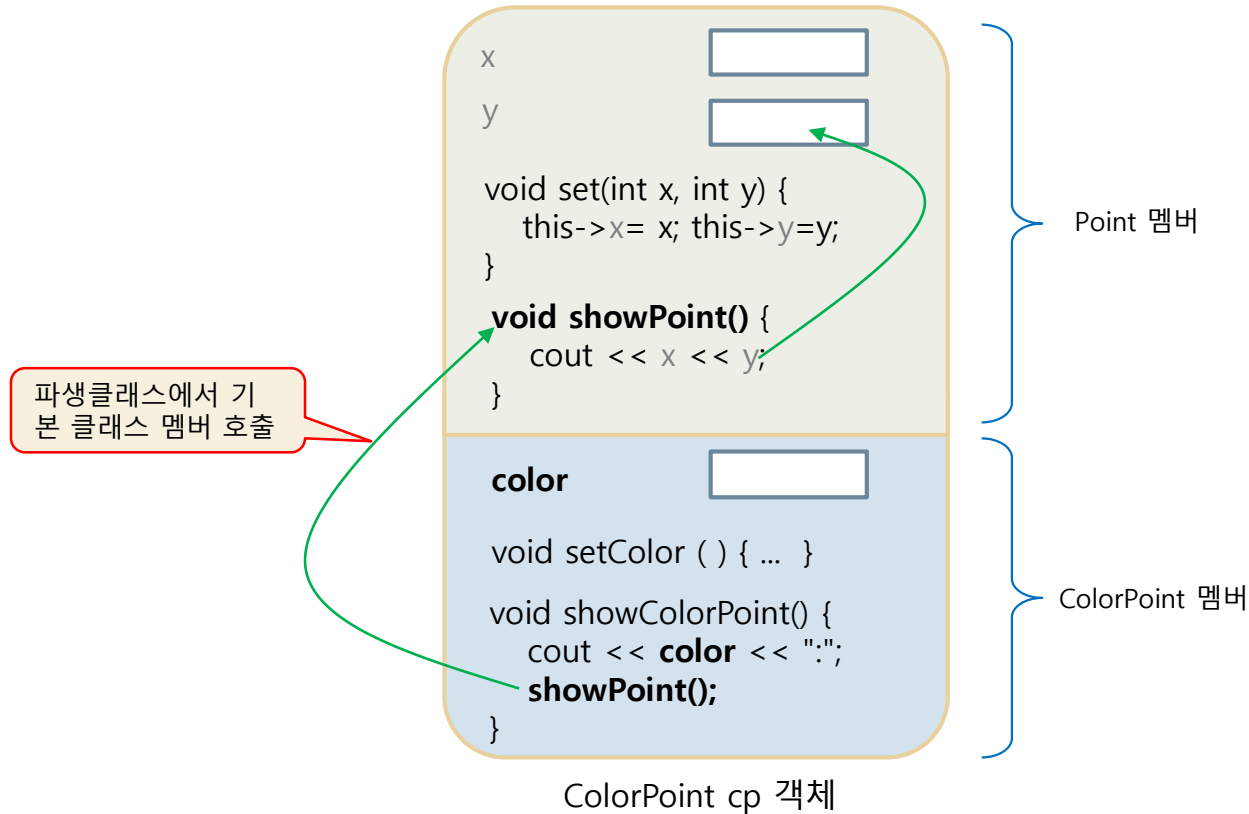 x
y
void set(int x, int y) {
this->x= x; this->y=y;
}
void showPoint() {
cout << x << y;
}
Point 멤버
파생클래스에서 기
본 클래스 멤버 호출
color
void setColor ( ) { ... }
void showColorPoint() {
cout << color << ":";
showPoint();
}
ColorPoint 멤버
ColorPoint cp 객체